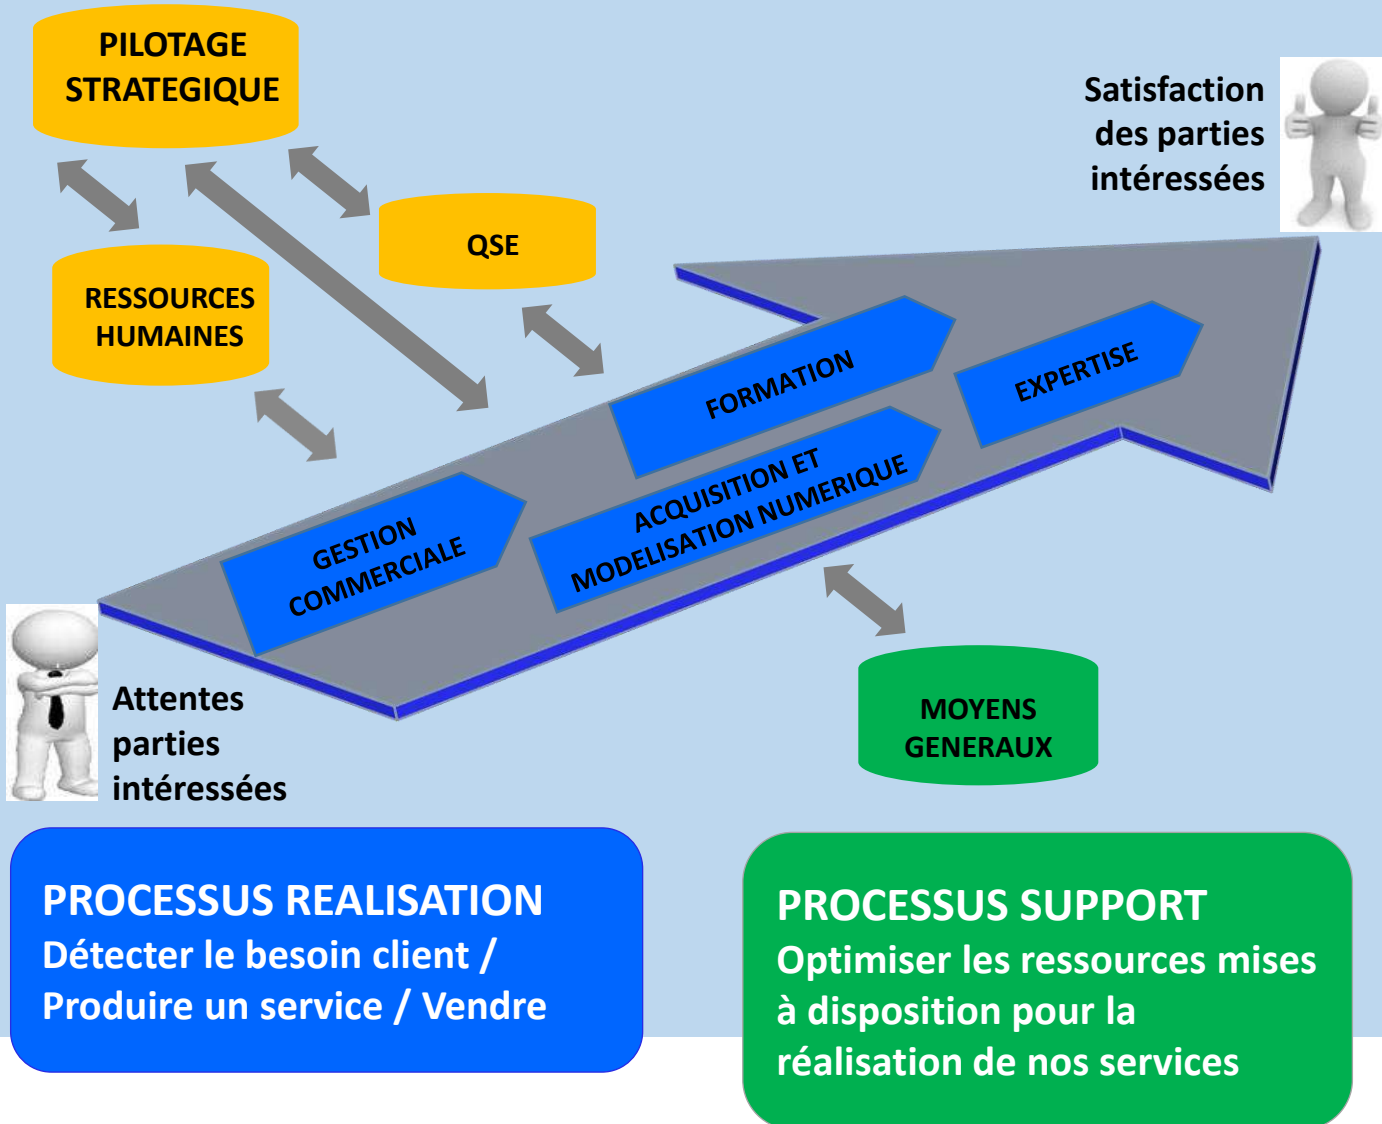 PILOTAGE
STRATEGIQUE
Satisfaction
des parties
intéressées
QSE
RESSOURCES
HUMAINES
FORMATION
EXPERTISE
ACQUISITION ET
MODELISATION NUMERIQUE
GESTION
COMMERCIALE
Attentes
parties
intéressées
MOYENS
GENERAUX
PROCESSUS REALISATION
Détecter le besoin client /
Produire un service / Vendre
PROCESSUS SUPPORT
Optimiser les ressources mises
à disposition pour la
réalisation de nos services